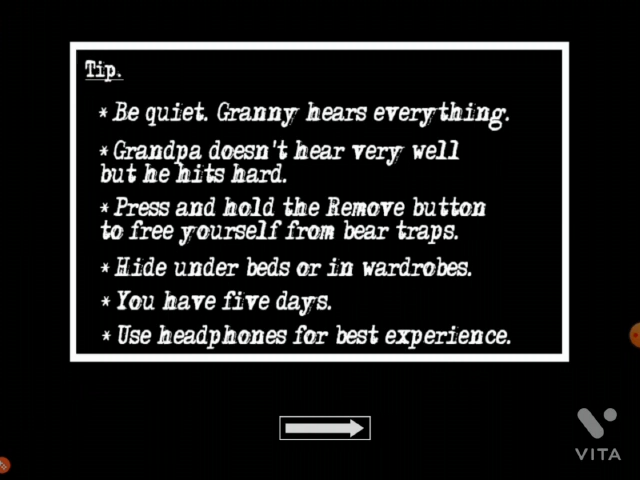 Tip.
* Be quiet. Granny hears everything.
* Grandpa doesn't hear very well
but he hits hard.
* Press and hold the Remove button
to free yourself from bear traps.
* Hide under beds or in wardrobes.
* You have five days.
* Use headphones for best experience.
VITA